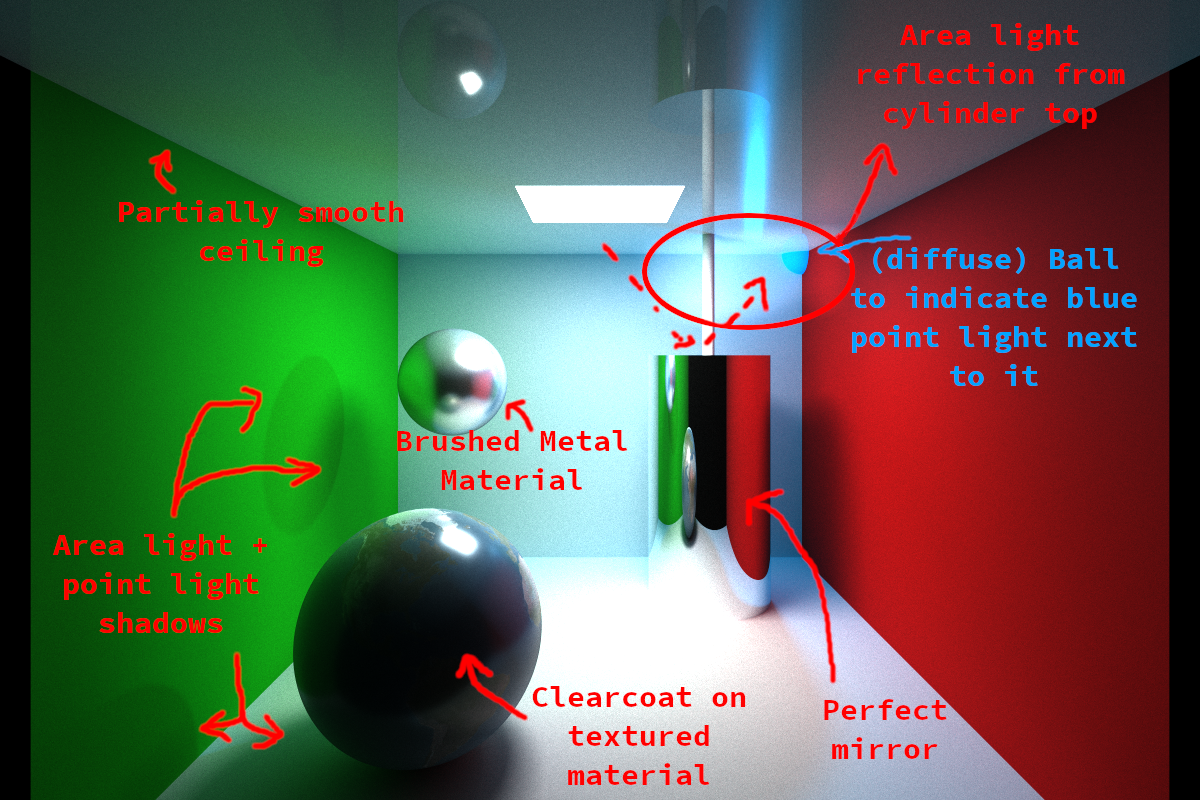 Area light
reflection from
cylinder top
Partially smooth
ceiling
(diffuse) Ball
to indicate blue
point light next
to it
Brushed Metal
Material
Area light +
point light
shadows
Clearcoat on
textured
material
Perfect
mirror